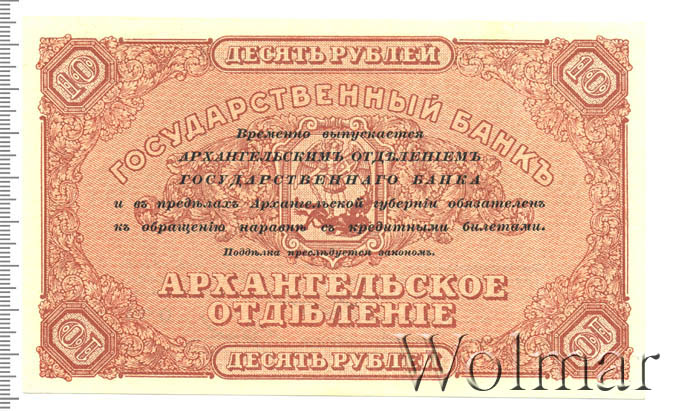 10 ДЕСЯТЬ РУБЛЕЙ 10
ГОСУДАРСТВЕННЫЙ БАНКЪ
Временно выпускается
АРХАНГЕЛЬСКИМЪ ОТДѢЛЕНІЕМЪ
ГОСУДАРСТВЕННАГО БАНКА
и въ предѣлахъ Архангельской губерніи обязателенъ
къ обращенію наравнѣ съ кредитными билетами.
Поддѣлка преслѣдуется закономъ.
АРХАНГЕЛЬСКОЕ
ОТДѢЛЕНІЕ
10 ДЕСЯТЬ РУБЛЕЙ 10
Wolmar